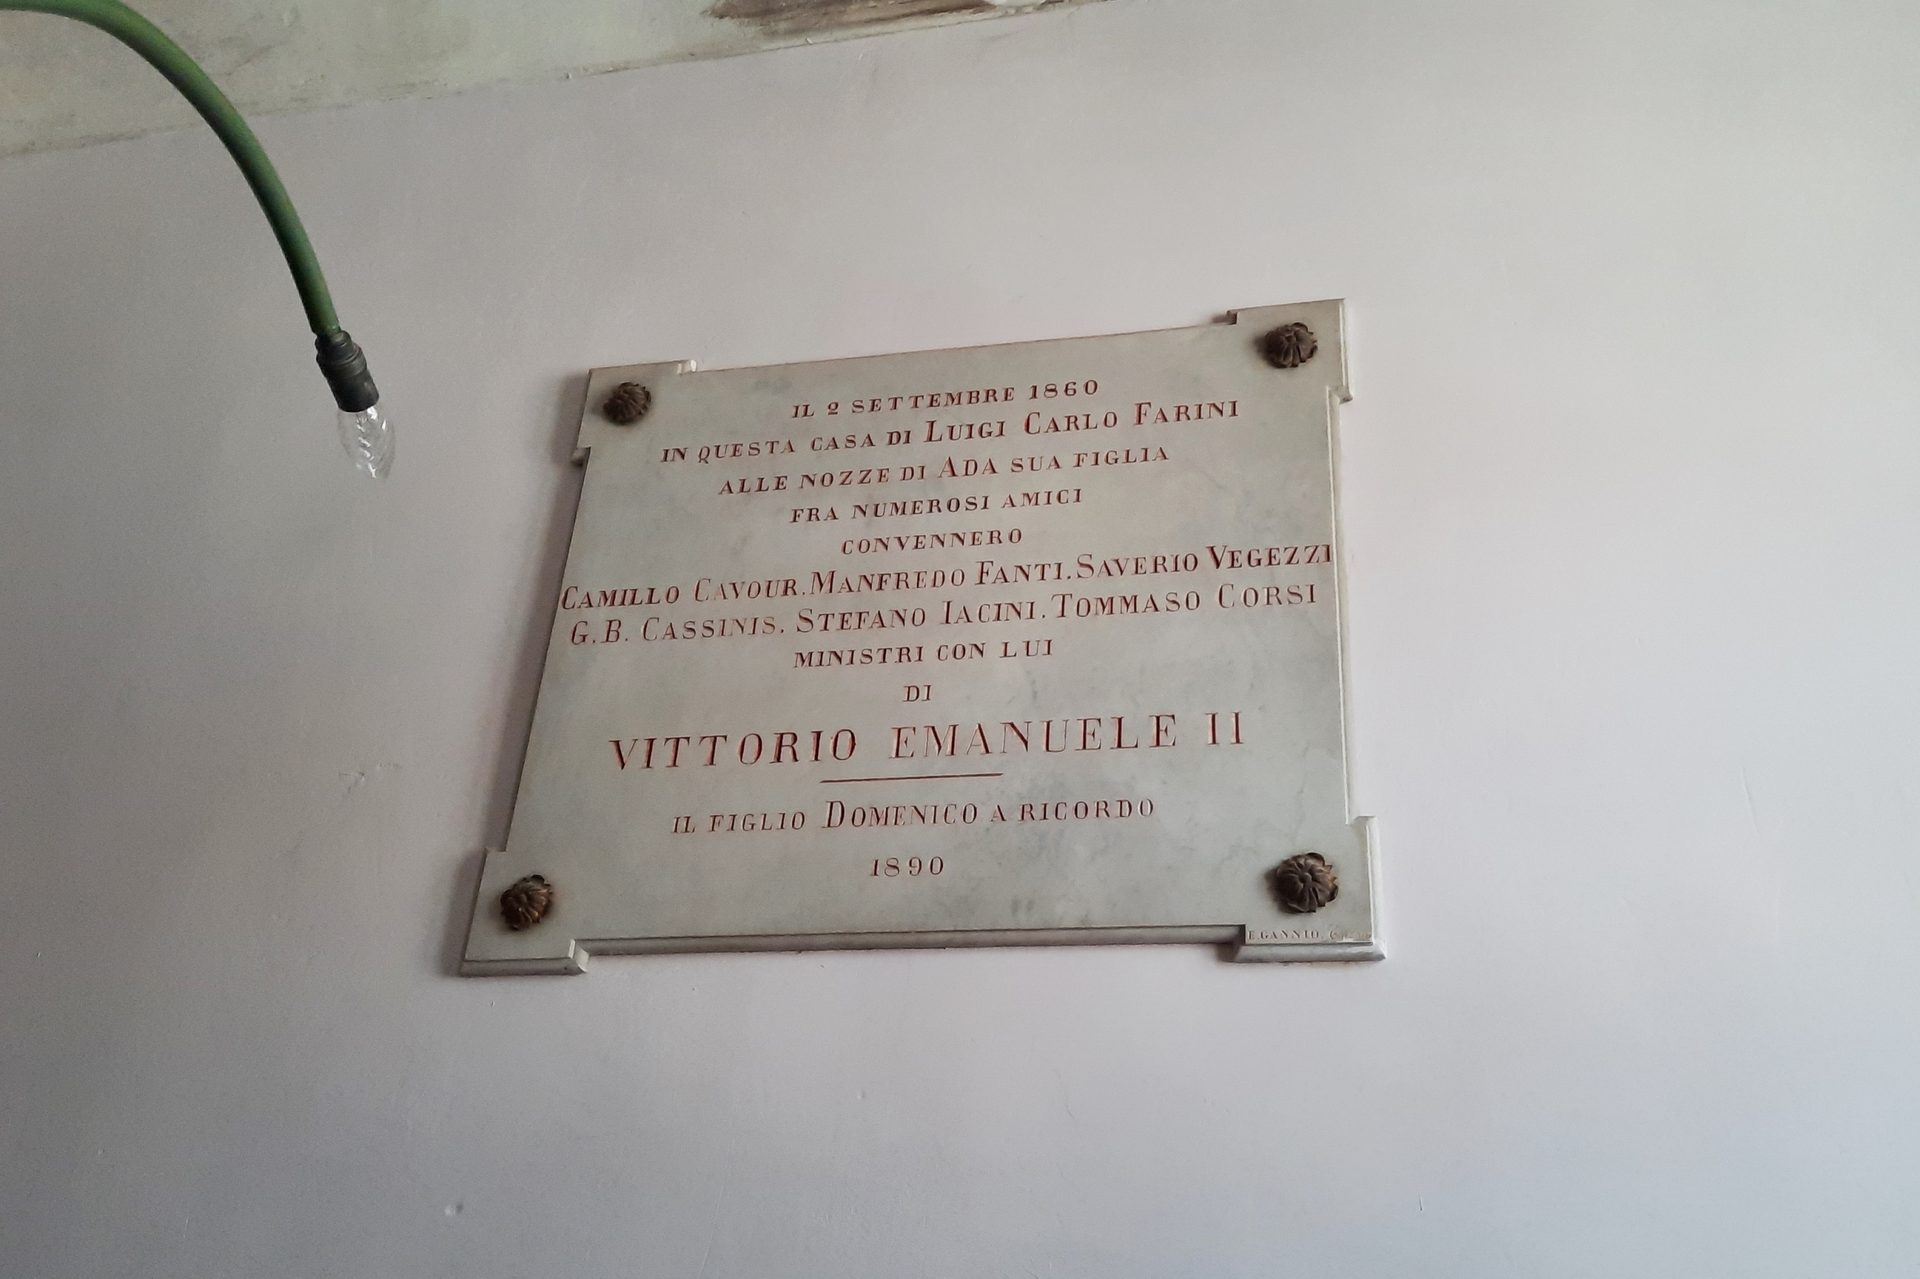 IL 2 SETTEMBRE 1860
IN QUESTA CASA DI LUIGI CARLO FARINI
ALLE NOZZE DI ADA SUA FIGLIA
FRA NUMEROSI AMICI
CONVENNERO
CAMILLO CAVOUR. MANFREDO FANTI. SAVERIO VEGEZZI
G.B. CASSINIS. STEFANO IACINI. TOMMASO CORSI
MINISTRI CON LUI
DI
VITTORIO EMANUELE II
IL FIGLIO DOMENICO A RICORDO
1890
E. GANNIO.